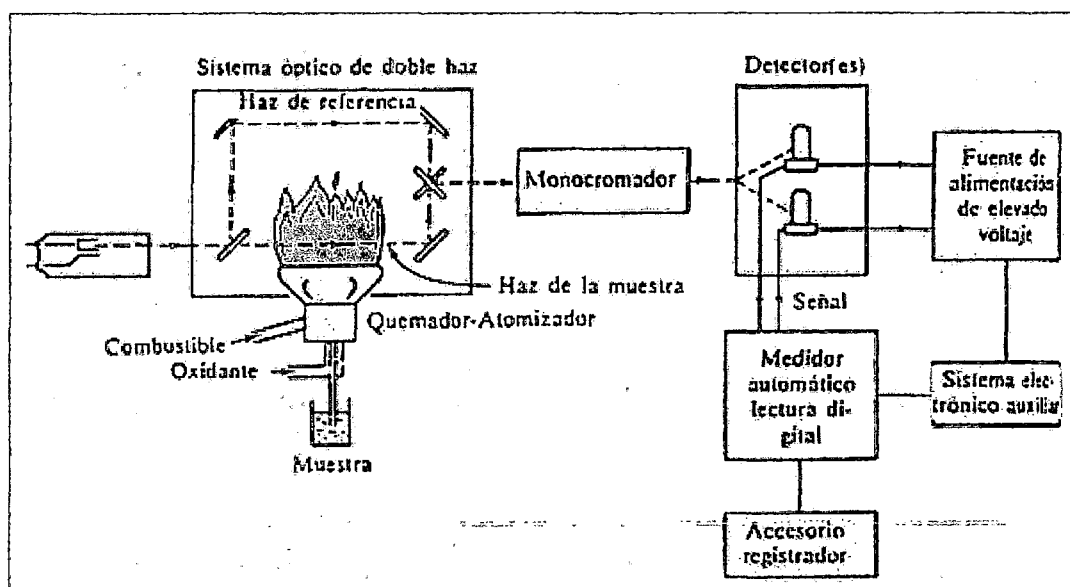 Sistema óptico de doble haz
Haz de referencia
Detector(es)
Monocromador
Fuente de
alimentación
de elevado
voltaje
Haz de la muestra
Quemador-Atomizador
Combustible
Oxidante
Muestra
Señal
Medidor
automático
lectura di-
gital
Sistema elec-
trónico auxiliar
Accesorio
registrador